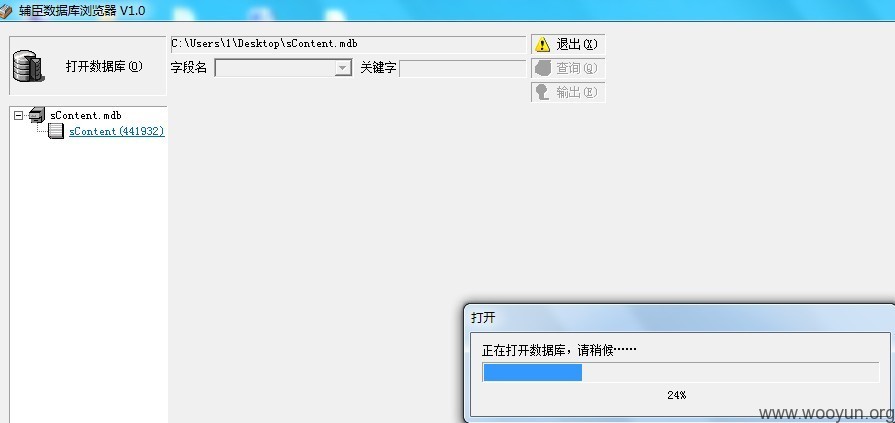 辅臣数据库浏览器 V1.0
打开数据库(O)
C:\Users\1\Desktop\sContent.mdb
退出(X)
字段名
关键字
查询(Q)
输出(E)
sContent.mdb
sContent(441932)
打开
正在打开数据库，请稍候……
24%
www.wooyun.org